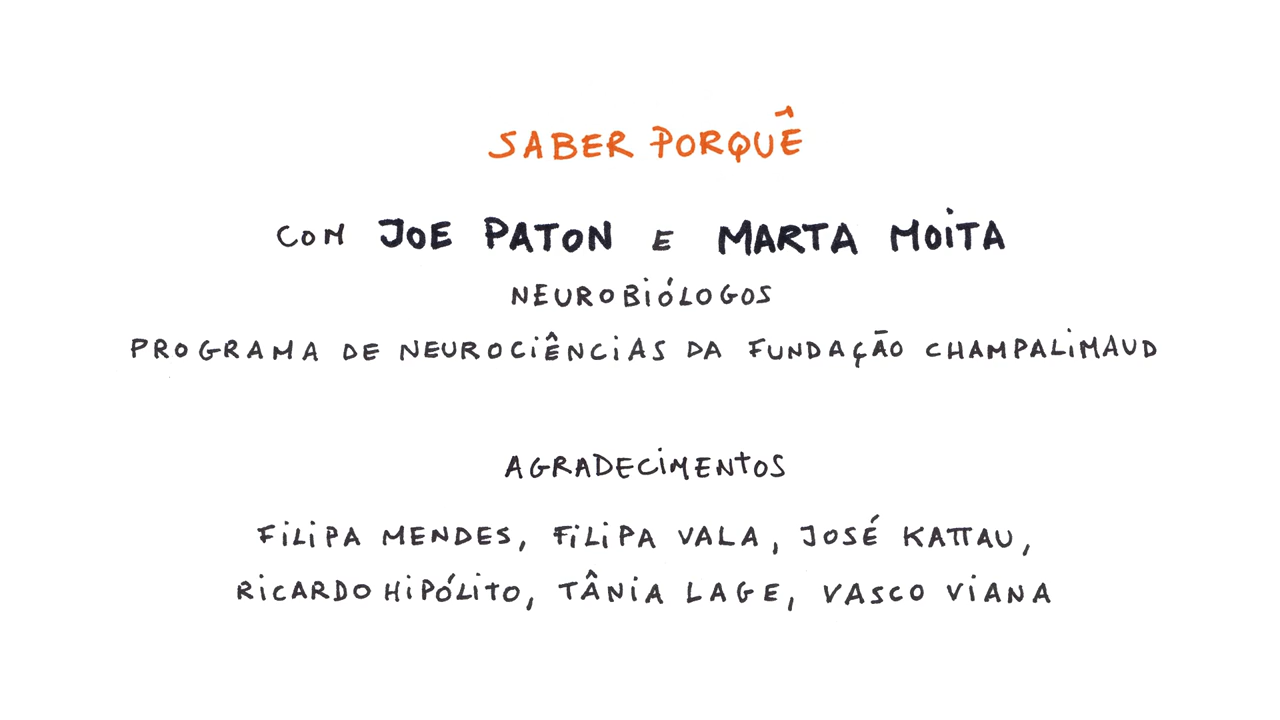 SABER PORQUÊ
COM JOE PATON E MARTA MOITA
NEUROBIÓLOGOS
PROGRAMA DE NEUROCIÊNCIAS DA FUNDAÇÃO CHAMPALIMAUD
AGRADECIMENTOS
FILIPA MENDES, FILIPA VALA, JOSÉ KATTAU,
RICARDO HIPÓLITO, TÂNIA LAGE, VASCO VIANA